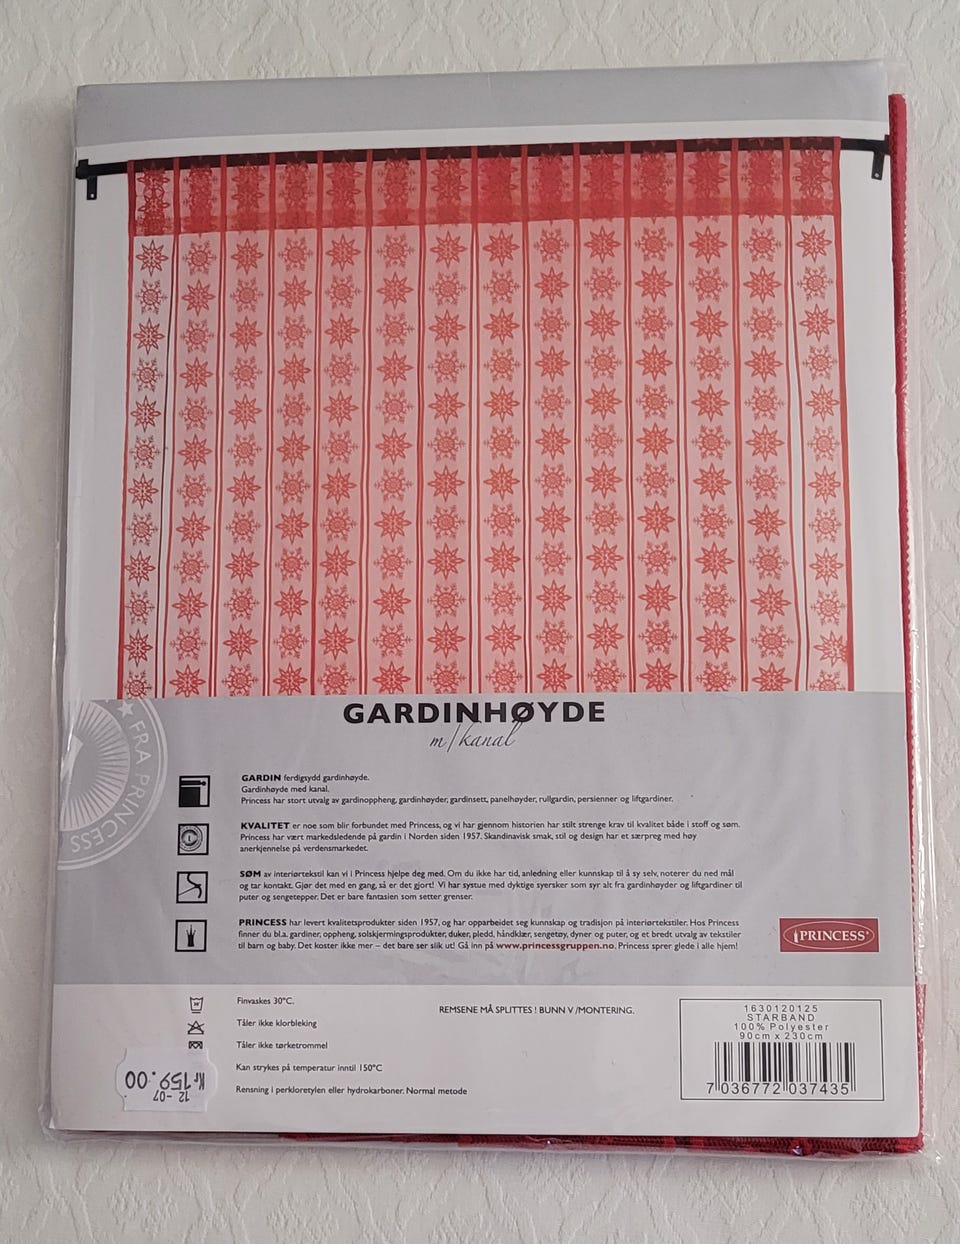 GARDINHØYDE
m/kanal
FRA PRINCESS
GARDIN ferdigsydd gardinhøyde.
Gardinhøyde med kanal.
Princess har stort utvalg av gardinoppheng, gardinhøyder, gardinsett, panelhøyder, rullgardin, persienner og liftgardiner.
KVALITET er noe som blir forbundet med Princess, og vi har gjennom historien har stilt strenge krav til kvalitet både i stoff og søm.
Princess har vært markedsledende på gardin i Norden siden 1957. Skandinavisk smak, stil og design har et særpreg med høy
anerkjennelse på verdensmarkedet.
SØM av interiørtekstil kan vi i Princess hjelpe deg med. Om du ikke har tid, anledning eller kunnskap til å sy selv, noterer du ned mål
og tar kontakt. Gjør det med en gang, så er det gjort! Vi har systue med dyktige syersker som syr alt fra gardinhøyder og liftgardiner til
puter og sengetepper. Det er bare fantasien som setter grenser.
PRINCESS har levert kvalitetsprodukter siden 1957, og har opparbeidet seg kunnskap og tradisjon på interiørtekstiler. Hos Princess
finner du bl.a. gardiner, oppheng, solskjermingsprodukter, duker, pledd, håndklær, sengetøy, dyner og puter, og et bredt utvalg av tekstiler
til barn og baby. Det koster ikke mer – det bare ser slik ut! Gå inn på www.princessgruppen.no. Princess sprer glede i alle hjem!
PRINCESS®
Finvaskes 30°C.
Tåler ikke klorbleking
Tåler ikke tørketrommel
Kan strykes på temperatur inntil 150°C
Rensning i perkloretylen eller hydrokarboner. Normal metode
REMSENE MÅ SPLITTES ! BUNN V /MONTERING.
1630120125
STARBAND
100% Polyester
90cm x 230cm
7 036772 037435
12-07
Kr 159.00